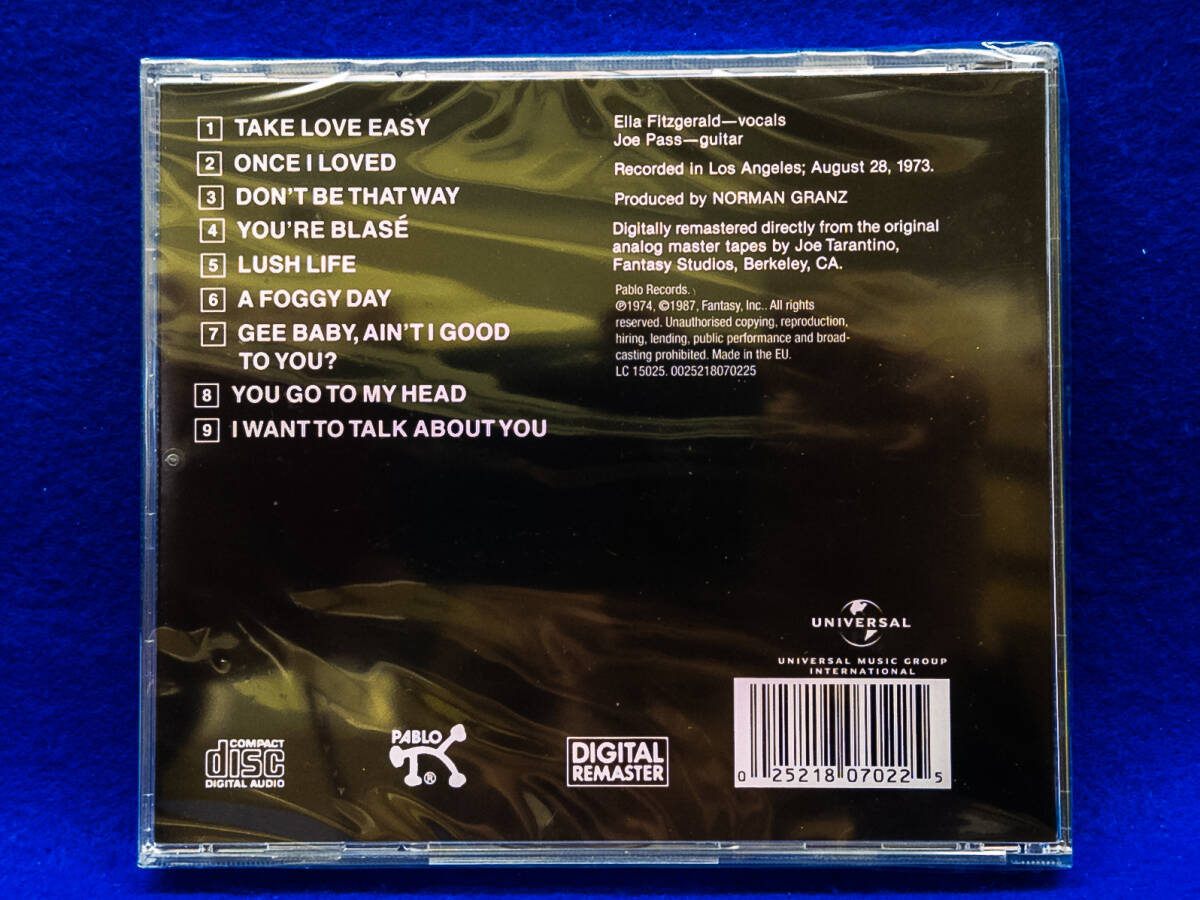 1 TAKE LOVE EASY
2 ONCE I LOVED
3 DON'T BE THAT WAY
4 YOU'RE BLASÉ
5 LUSH LIFE
6 A FOGGY DAY
7 GEE BABY, AIN'T I GOOD
TO YOU?
8 YOU GO TO MY HEAD
9 I WANT TO TALK ABOUT YOU
Ella Fitzgerald—vocals
Joe Pass—guitar
Recorded in Los Angeles; August 28, 1973.
Produced by NORMAN GRANZ
Digitally remastered directly from the original
analog master tapes by Joe Tarantino,
Fantasy Studios, Berkeley, CA.
Pablo Records.
℗1974, ©1987, Fantasy, Inc.. All rights
reserved. Unauthorised copying, reproduction,
hiring, lending, public performance and broad-
casting prohibited. Made in the EU.
LC 15025. 0025218070225
UNIVERSAL
UNIVERSAL MUSIC GROUP
INTERNATIONAL
COMPACT
disc
DIGITAL AUDIO
PABLO
®
DIGITAL
REMASTER
0 25218 07022 5